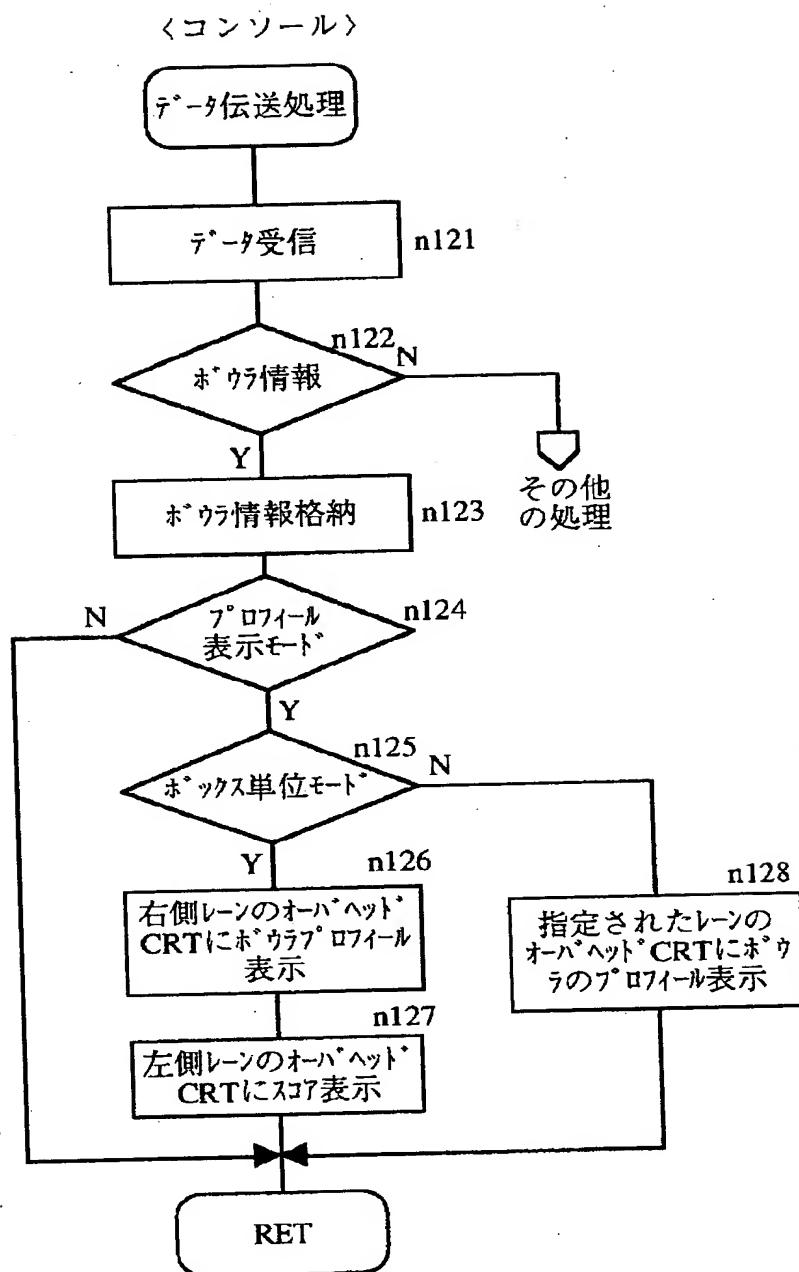 〈コンソール〉
データ伝送処理
データ受信
n121
n122
ボウラ情報
N
Y
その他
の処理
ボウラ情報格納
n123
N
プロフィール
表示モード
n124
Y
n125
ボックス単位モード
N
Y
n126
右側レーンのオーバヘッド
CRTにボウラプロフィール
表示
n128
指定されたレーンの
オーバヘッドCRTにボウ
ラのプロフィール表示
n127
左側レーンのオーバヘッド
CRTにスコア表示
RET